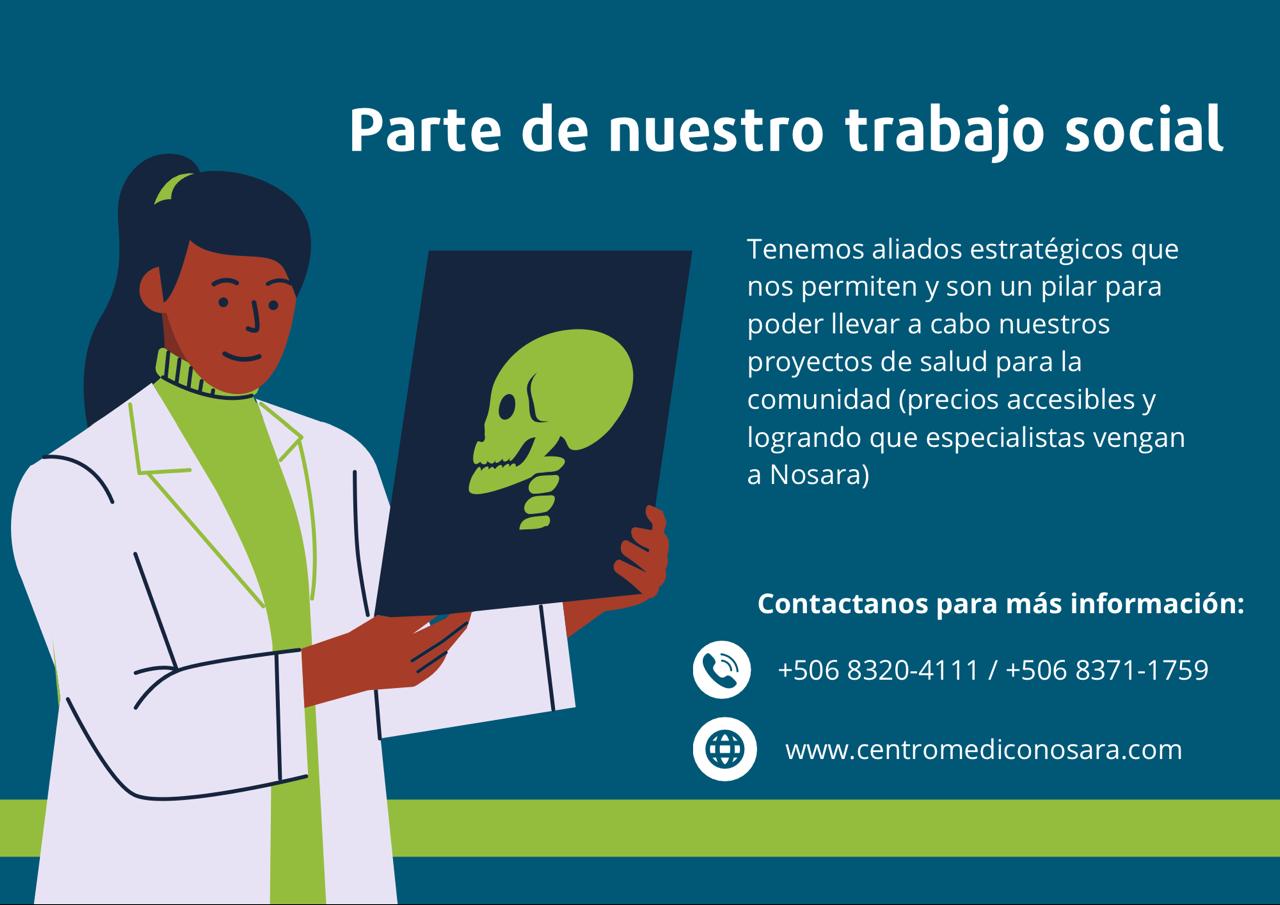 Parte de nuestro trabajo social
Tenemos aliados estratégicos que
nos permiten y son un pilar para
poder llevar a cabo nuestros
proyectos de salud para la
comunidad (precios accesibles y
logrando que especialistas vengan
a Nosara)
Contactanos para más información:
+506 8320-4111 / +506 8371-1759
www.centromediconosara.com